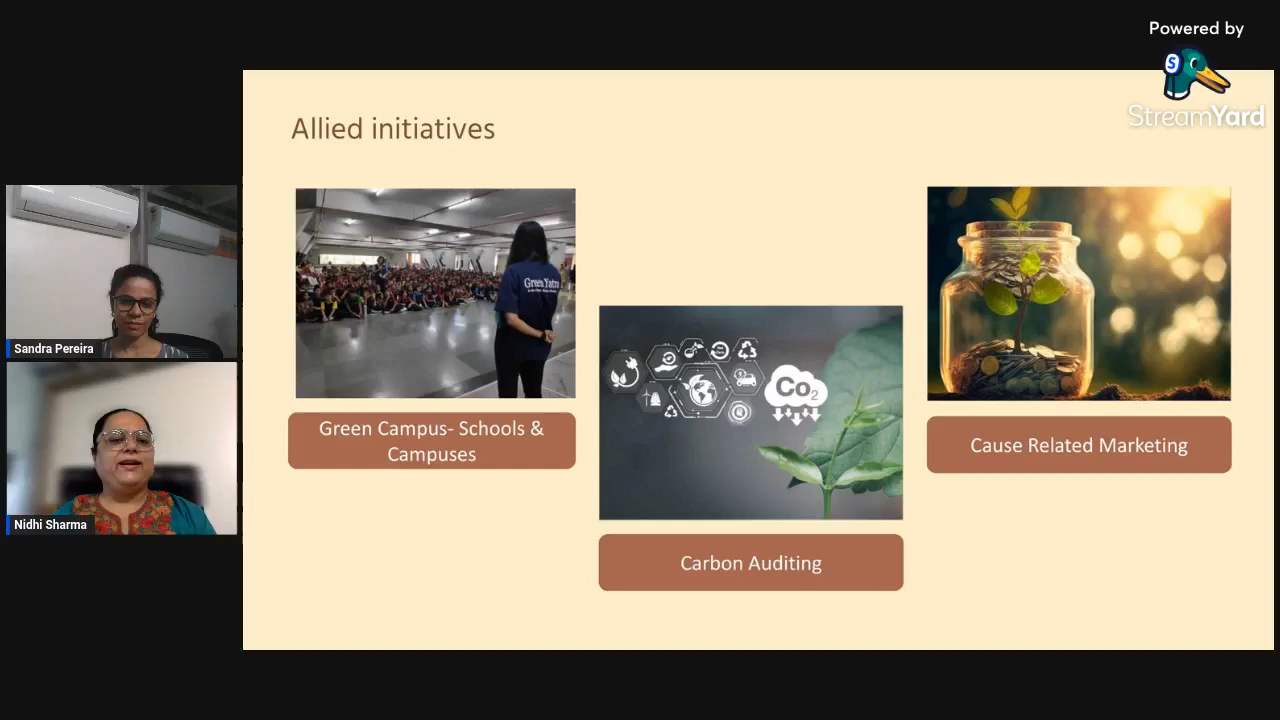 Powered by
S
StreamYard
Allied initiatives
Green Yatra
Co2
Sandra Pereira
Green Campus- Schools &
Campuses
Cause Related Marketing
Nidhi Sharma
Carbon Auditing